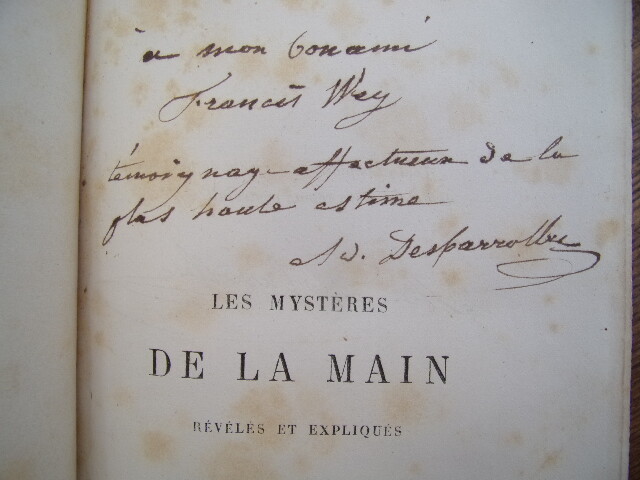 à mon bon ami
Francis Wey
témoignage affectueux de la
plus haute estime
Ad. Desbarrolles
LES MYSTÈRES
DE LA MAIN
RÉVÉLÉS ET EXPLIQUÉS